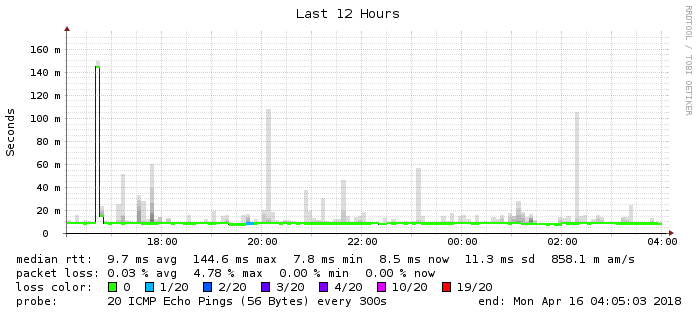 Last 12 Hours
RRDTOOL / TOBI OETIKER
Seconds
160 m
140 m
120 m
100 m
80 m
60 m
40 m
20 m
0
18:00 20:00 22:00 00:00 02:00 04:00
median rtt: 9.7 ms avg 144.6 ms max 7.8 ms min 8.5 ms now 11.3 ms sd 858.1 m am/s
packet loss: 0.03 % avg 4.78 % max 0.00 % min 0.00 % now
loss color: 0 1/20 2/20 3/20 4/20 10/20 19/20
probe: 20 ICMP Echo Pings (56 Bytes) every 300s end: Mon Apr 16 04:05:03 2018